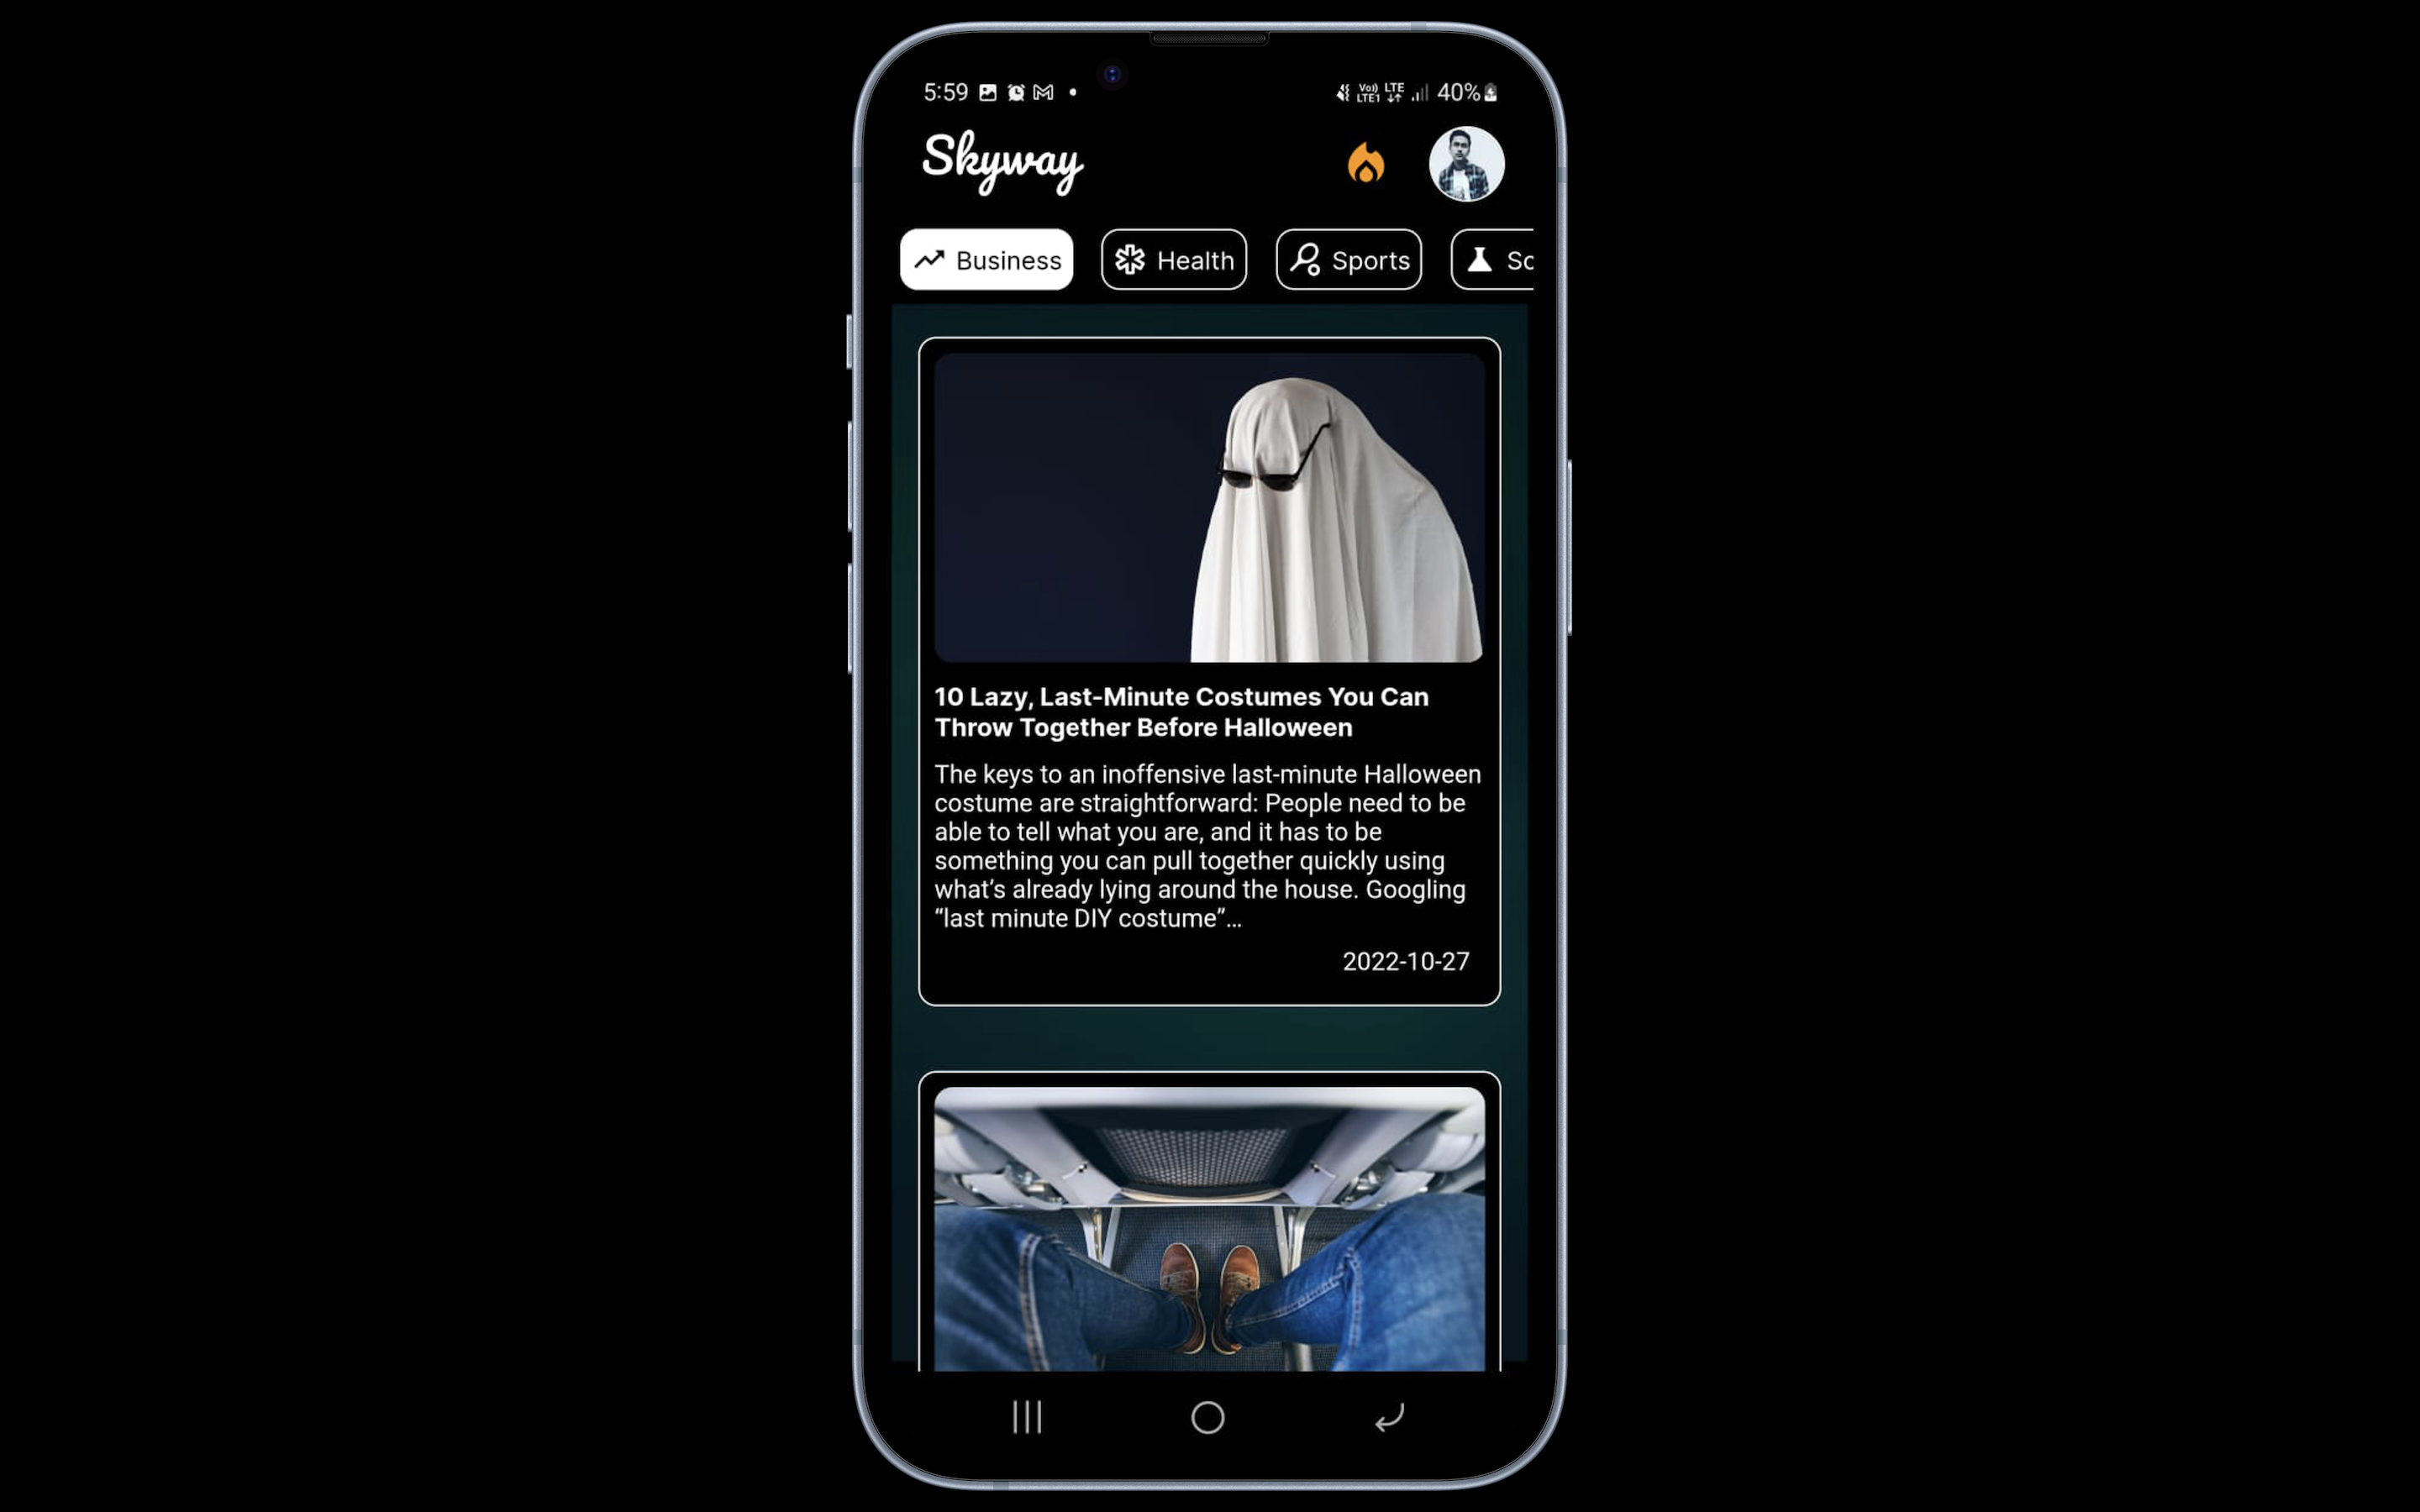 5:59 40%
Vo)) LTE
LTE1
Skyway
Business Health Sports Sc
10 Lazy, Last-Minute Costumes You Can
Throw Together Before Halloween
The keys to an inoffensive last-minute Halloween
costume are straightforward: People need to be
able to tell what you are, and it has to be
something you can pull together quickly using
what’s already lying around the house. Googling
“last minute DIY costume”...
2022-10-27